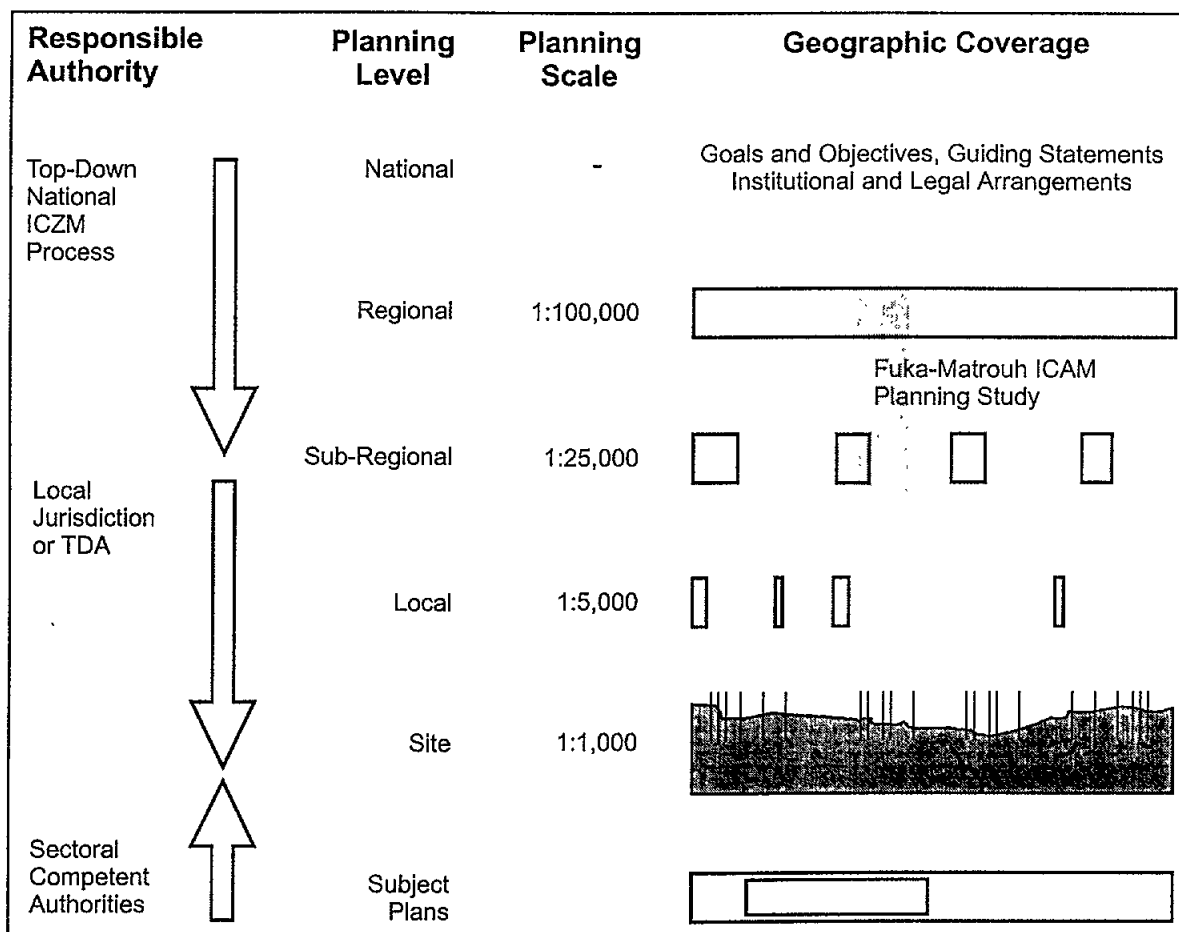 Responsible
Authority
Planning
Level
Planning
Scale
Geographic Coverage
Top-Down
National
ICZM
Process
National
-
Goals and Objectives, Guiding Statements
Institutional and Legal Arrangements
Regional
1:100,000
Fuka-Matrouh ICAM
Planning Study
Sub-Regional
1:25,000
Local
Jurisdiction
or TDA
Local
1:5,000
Site
1:1,000
Sectoral
Competent
Authorities
Subject
Plans